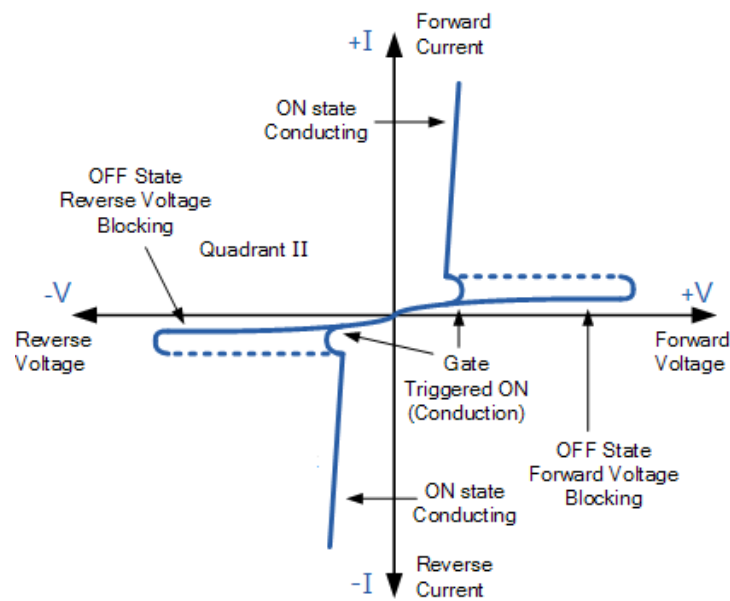 +I
Forward
Current
ON state
Conducting
OFF State
Reverse Voltage
Blocking
Quadrant II
-V
+V
Reverse
Voltage
Forward
Voltage
Gate
Triggered ON
(Conduction)
OFF State
Forward Voltage
Blocking
ON state
Conducting
-I
Reverse
Current